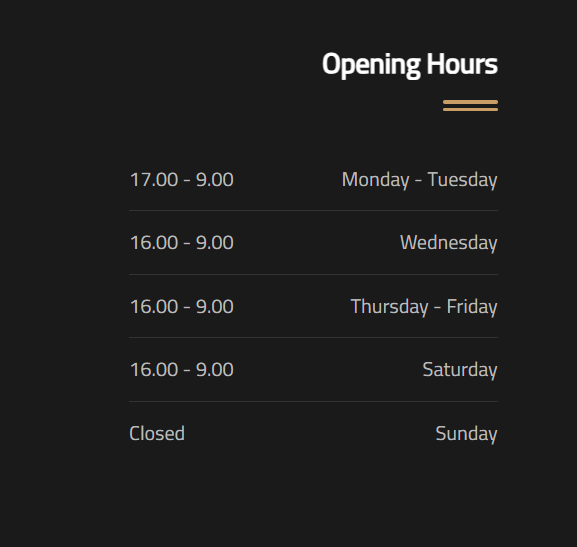 Opening Hours
17.00 - 9.00 Monday - Tuesday
16.00 - 9.00 Wednesday
16.00 - 9.00 Thursday - Friday
16.00 - 9.00 Saturday
Closed Sunday